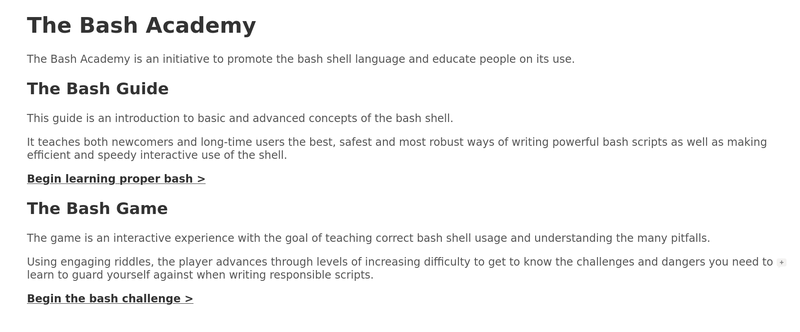 The Bash Academy
The Bash Academy is an initiative to promote the bash shell language and educate people on its use.
The Bash Guide
This guide is an introduction to basic and advanced concepts of the bash shell.
It teaches both newcomers and long-time users the best, safest and most robust ways of writing powerful bash scripts as well as making
efficient and speedy interactive use of the shell.
Begin learning proper bash >
The Bash Game
The game is an interactive experience with the goal of teaching correct bash shell usage and understanding the many pitfalls.
Using engaging riddles, the player advances through levels of increasing difficulty to get to know the challenges and dangers you need to +
learn to guard yourself against when writing responsible scripts.
Begin the bash challenge >